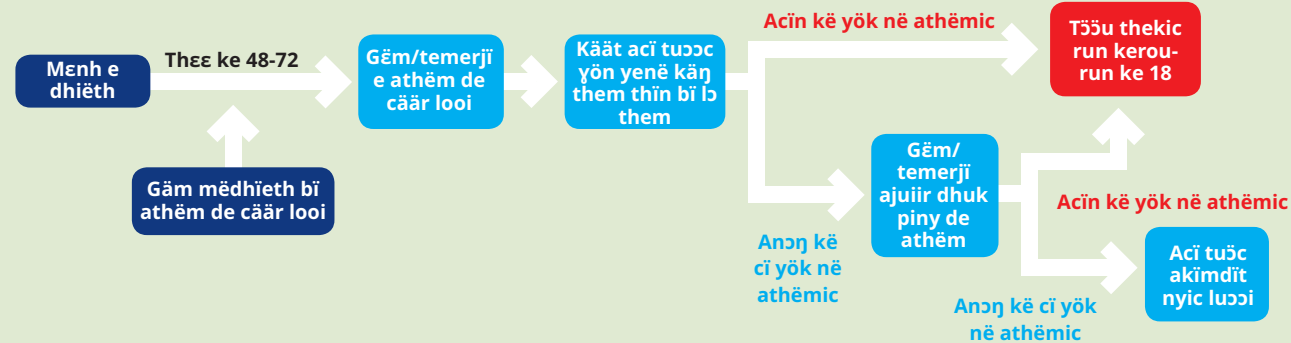 Mɛnh e
dhiëth
Thɛɛ ke 48-72
Gäm mëdhïeth bï
athëm de cäär looi
Gɛ̈m/temerjï
e athëm de
cäär looi
Käät acï tuɔɔc
ɣön yenë käŋ
them thïn bï lɔ
them
Acïn kë yök në athëmic
Tɔ̈ɔ̈u thekic
run kerou-
run ke 18
Anɔŋ kë
cï yök në
athëmic
Gɛ̈m/
temerjï
ajuiir dhuk
piny de
athëm
Acïn kë yök në athëmic
Anɔŋ kë cï yök
në athëmic
Acï tuɔ̈c
akïmdït
nyic luɔɔi